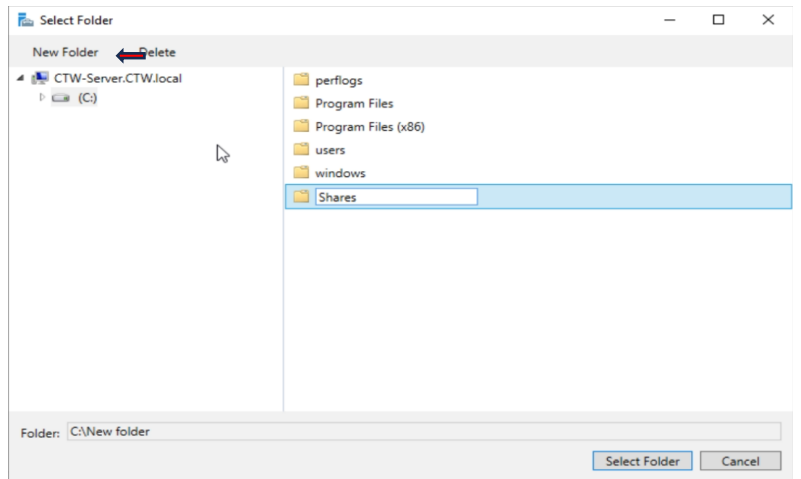 Select Folder
New Folder Delete
CTW-Server.CTW.local
(C:)
perflogs
Program Files
Program Files (x86)
users
windows
Shares
Folder: C:\New folder
Select Folder Cancel